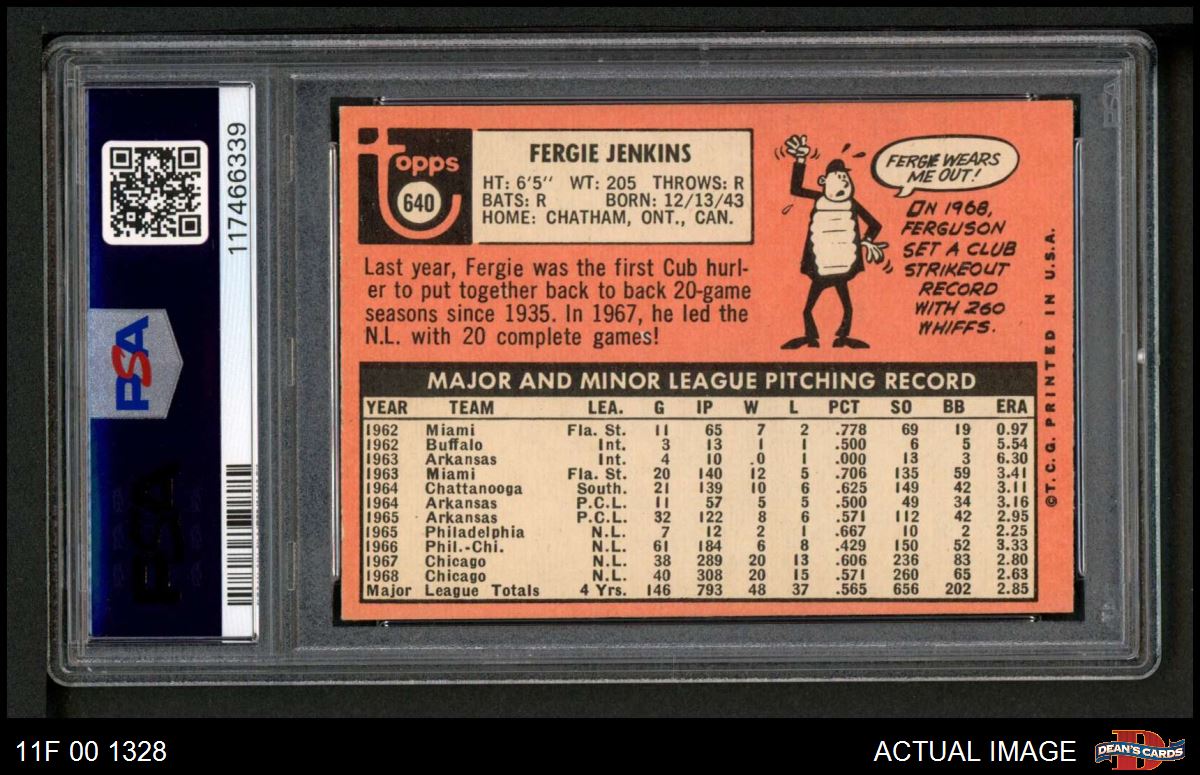 117466339
PSA
PSA
Topps
640
FERGIE JENKINS
HT: 6'5" WT: 205 THROWS: R
BATS: R BORN: 12/13/43
HOME: CHATHAM, ONT., CAN.
FERGIE WEARS
ME OUT!
IN 1968,
FERGUSON
SET A CLUB
STRIKEOUT
RECORD
WITH 260
WHIFFS.
Last year, Fergie was the first Cub hurl-
er to put together back to back 20-game
seasons since 1935. In 1967, he led the
N.L. with 20 complete games!
MAJOR AND MINOR LEAGUE PITCHING RECORD
YEAR TEAM LEA. G IP W L PCT SO BB ERA
1962 Miami Fla. St. 11 65 7 2 .778 69 19 0.97
1962 Buffalo Int. 3 13 1 1 .500 6 5 5.54
1963 Arkansas Int. 4 10 .0 1 .000 13 3 6.30
1963 Miami Fla. St. 20 140 12 5 .706 135 59 3.41
1964 Chattanooga South. 21 139 10 6 .625 149 42 3.11
1964 Arkansas P.C.L. 11 57 5 5 .500 49 34 3.16
1965 Arkansas P.C.L. 32 122 8 6 .571 112 42 2.95
1965 Philadelphia N.L. 7 12 2 1 .667 10 2 2.25
1966 Phil.-Chi. N.L. 61 184 6 8 .429 150 52 3.33
1967 Chicago N.L. 38 289 20 13 .606 236 83 2.80
1968 Chicago N.L. 40 308 20 15 .571 260 65 2.63
Major League Totals 4 Yrs. 146 793 48 37 .565 656 202 2.85
©T.C.G. PRINTED IN U.S.A.
11F 00 1328
ACTUAL IMAGE
DEAN'S CARDS